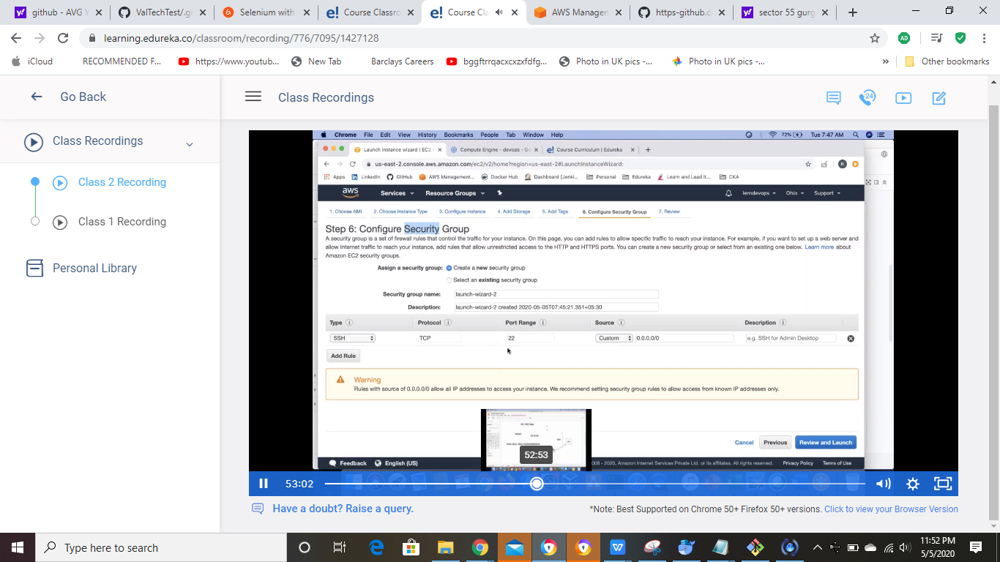 github - AVG Y
ValTechTest/.gi
Selenium with
Course Classro
Course Cla
AWS Managem
https-github.co
sector 55 gurg
learning.edureka.co/classroom/recording/776/7095/1427128
iCloud
RECOMMENDED F...
https://www.youtub...
New Tab
Barclays Careers
bggftrrqacxcxzxfdfg...
Photo in UK pics -...
Photo in UK pics -...
»
Other bookmarks
Go Back
Class Recordings
Class Recordings
Class 2 Recording
Class 1 Recording
Personal Library
Chrome File Edit View History Bookmarks People Tab Window Help
72%
Tue 7:47 AM
Launch instance wizard | EC2
Compute Engine - devops - G
Course Curriculum | Edureka
us-east-2.console.aws.amazon.com/ec2/v2/home?region=us-east-2#LaunchInstanceWizard:
Apps LinkedIn GitHub AWS Management... Docker Hub Dashboard [Jenki... Personal Edureka Learn and Lead It... CKA
aws Services Resource Groups lerndevops Ohio Support
1. Choose AMI 2. Choose Instance Type 3. Configure Instance 4. Add Storage 5. Add Tags 6. Configure Security Group 7. Review
Step 6: Configure Security Group
A security group is a set of firewall rules that control the traffic for your instance. On this page, you can add rules to allow specific traffic to reach your instance. For example, if you want to set up a web server and
allow Internet traffic to reach your instance, add rules that allow unrestricted access to the HTTP and HTTPS ports. You can create a new security group or select from an existing one below. Learn more about
Amazon EC2 security groups.
Assign a security group: Create a new security group
Select an existing security group
Security group name: launch-wizard-2
Description: launch-wizard-2 created 2020-05-05T07:45:21.351+05:30
Type Protocol Port Range Source Description
SSH TCP 22 Custom 0.0.0.0/0 e.g. SSH for Admin Desktop
Add Rule
Warning
Rules with source of 0.0.0.0/0 allow all IP addresses to access your instance. We recommend setting security group rules to allow access from known IP addresses only.
Cancel Previous Review and Launch
52:53
Feedback English (US)
008 - 2020, Amazon Internet Services Private Ltd. or its affiliates. All rights reserved. Privacy Policy Terms of Use
53:02
Have a doubt? Raise a query.
*Note: Best Supported on Chrome 50+ Firefox 50+ versions. Click to view your Browser Version
Type here to search
11:52 PM
5/5/2020